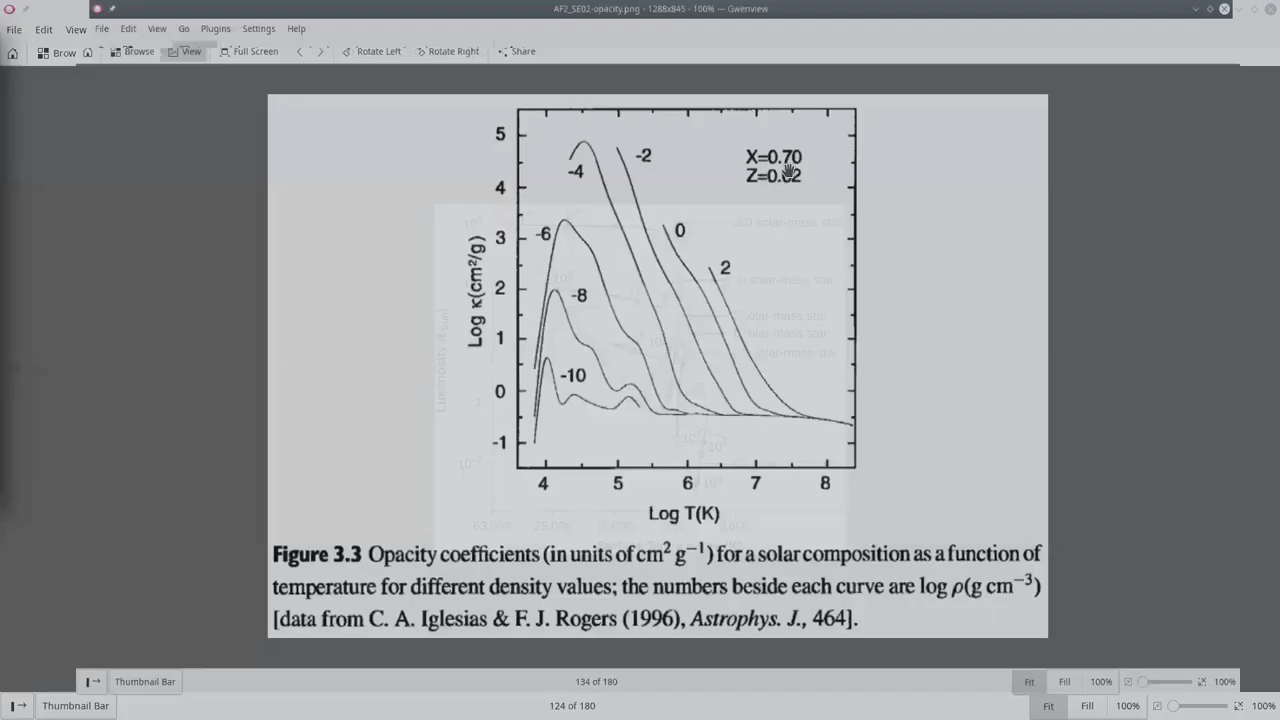 AF2_SE02-opacity.png - 1288x845 - 100% — Gwenview
File Edit View File Edit View Go Plugins Settings Help
Brow Browse View Full Screen Rotate Left Rotate Right Share
5
4
3
2
1
0
-1
Log κ(cm²/g)
-2
-4
-6
-8
-10
0
2
X=0.70
Z=0.02
4 5 6 7 8
Log T(K)
Figure 3.3 Opacity coefficients (in units of cm² g⁻¹) for a solar composition as a function of
temperature for different density values; the numbers beside each curve are log ρ(g cm⁻³)
[data from C. A. Iglesias & F. J. Rogers (1996), Astrophys. J., 464].
Thumbnail Bar 134 of 180 Fit Fill 100% 100%
Thumbnail Bar 124 of 180 Fit Fill 100% 100%